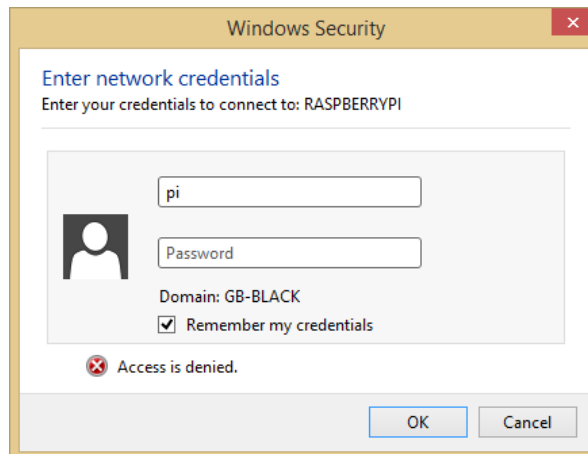 Windows Security
Enter network credentials
Enter your credentials to connect to: RASPBERRYPI
pi
Password
Domain: GB-BLACK
Remember my credentials
Access is denied.
OK Cancel